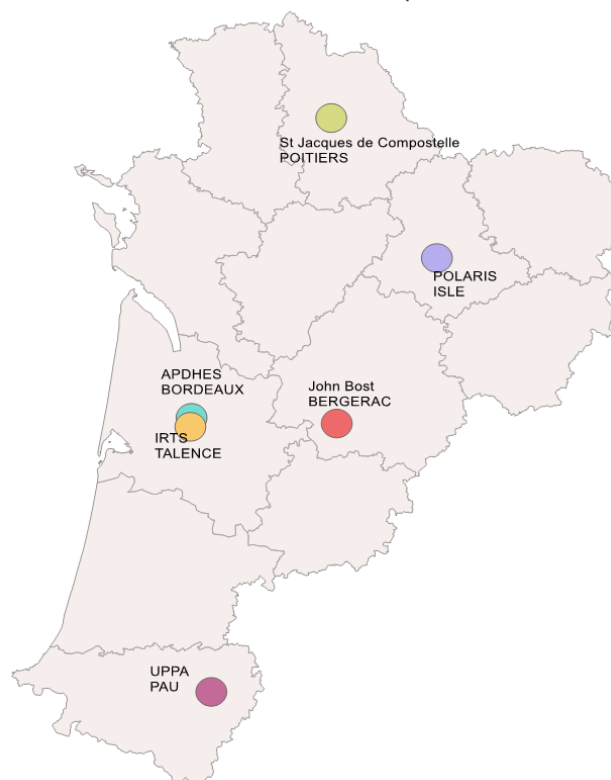 St Jacques de Compostelle
POITIERS
POLARIS
ISLE
APDHES
BORDEAUX
John Bost
BERGERAC
IRTS
TALENCE
UPPA
PAU